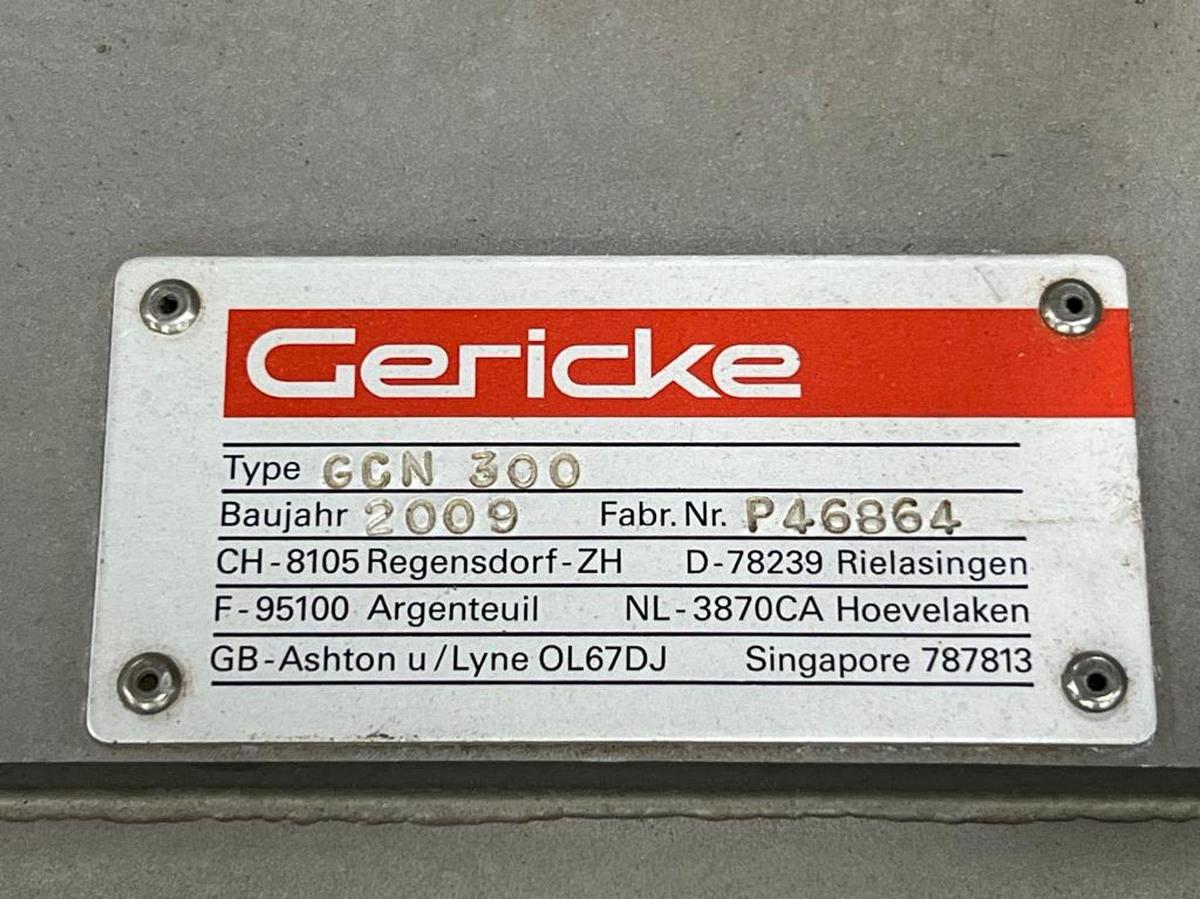 Gericke
Type GCN 300
Baujahr 2009 Fabr. Nr. P46864
CH-8105 Regensdorf-ZH D-78239 Rielasingen
F-95100 Argenteuil NL-3870CA Hoevelaken
GB-Ashton u/Lyne OL67DJ Singapore 787813